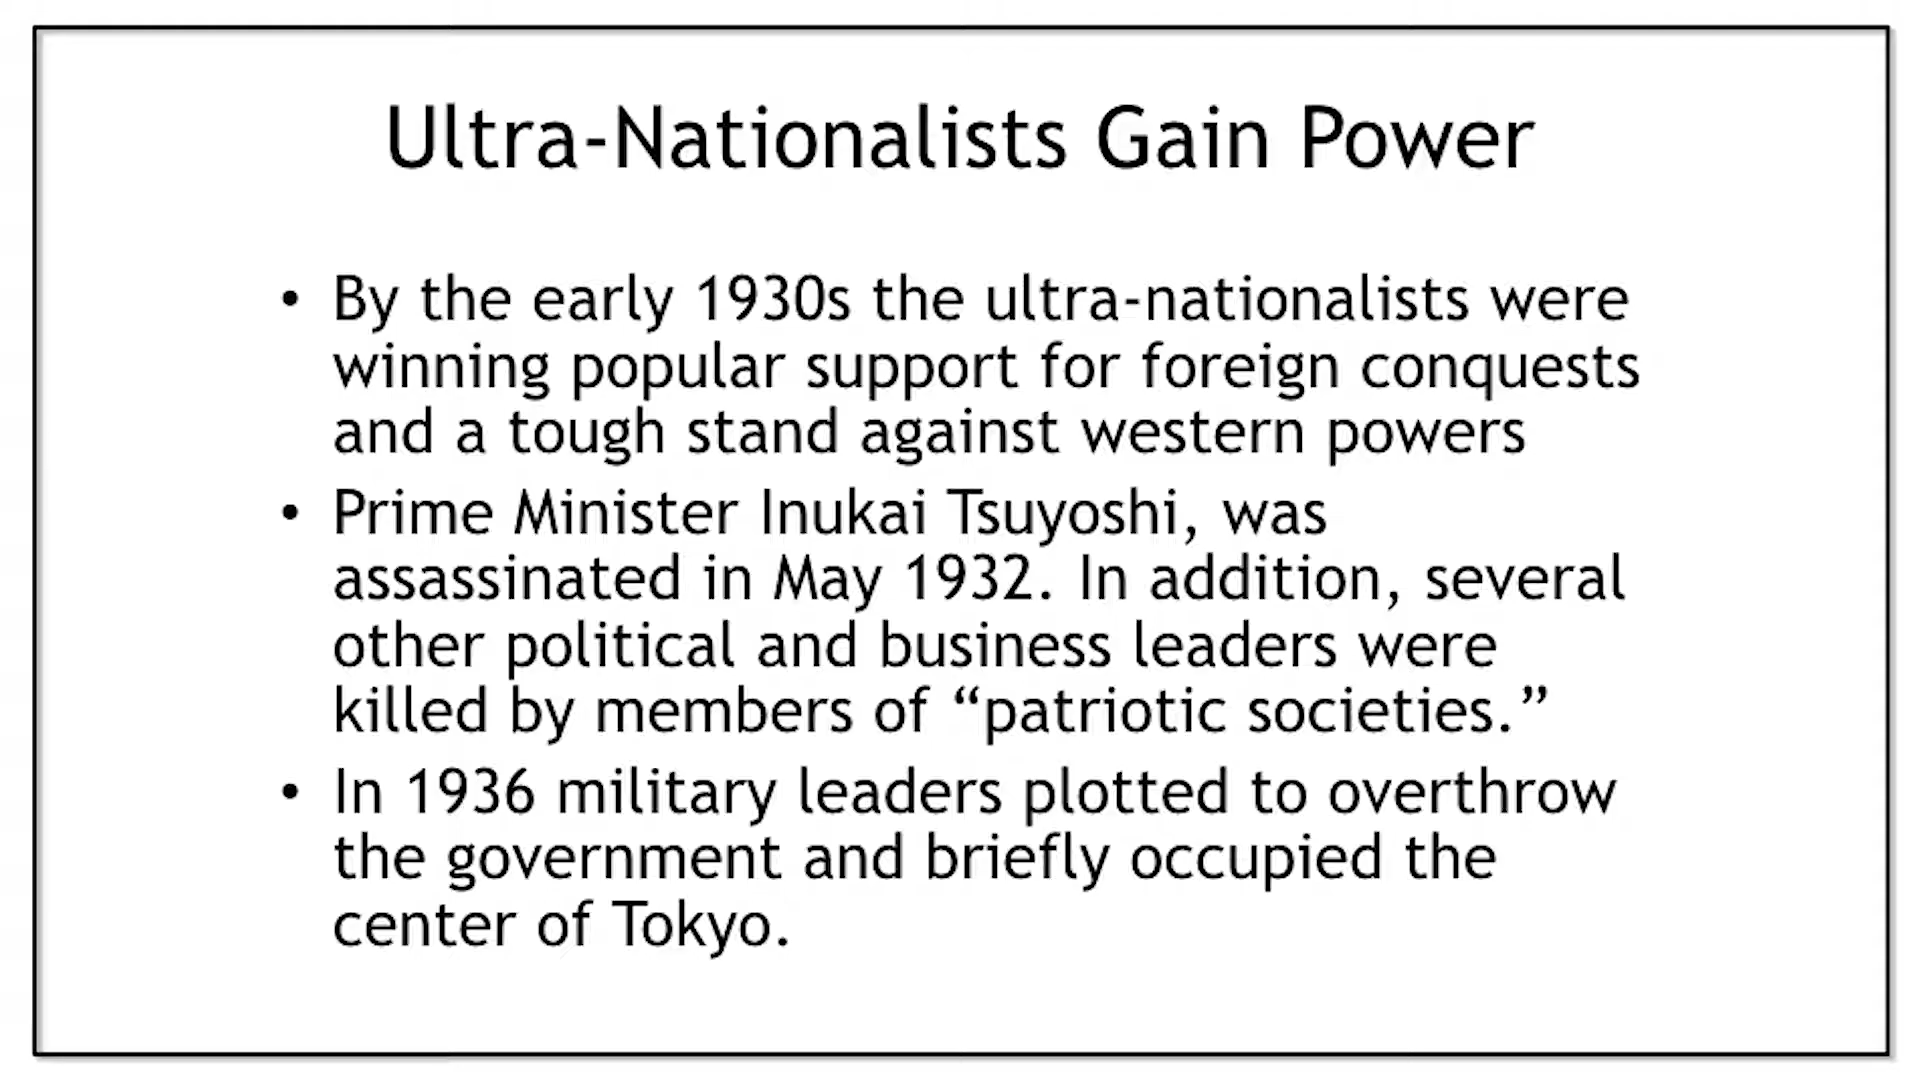 Ultra-Nationalists Gain Power
• By the early 1930s the ultra-nationalists were
winning popular support for foreign conquests
and a tough stand against western powers
• Prime Minister Inukai Tsuyoshi, was
assassinated in May 1932. In addition, several
other political and business leaders were
killed by members of “patriotic societies.”
• In 1936 military leaders plotted to overthrow
the government and briefly occupied the
center of Tokyo.